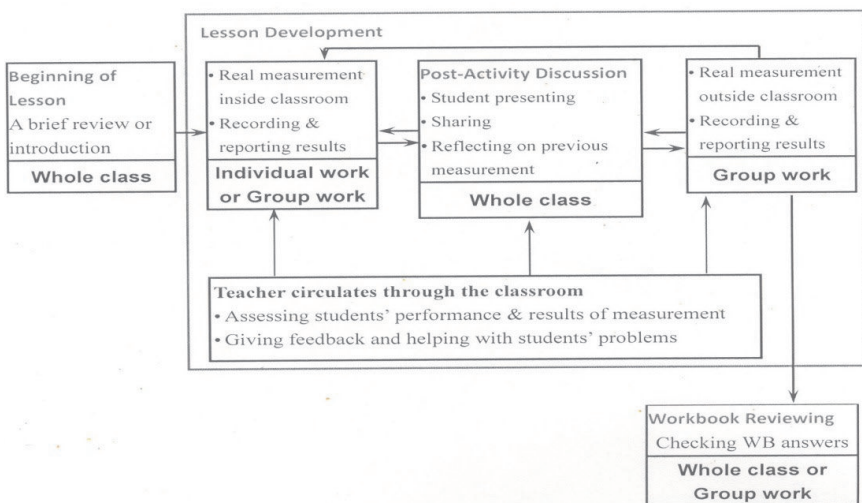 Lesson Development
Beginning of
Lesson
A brief review or
introduction
Whole class
• Real measurement
inside classroom
• Recording &
reporting results
Individual work
or Group work
Post-Activity Discussion
• Student presenting
• Sharing
• Reflecting on previous
measurement
Whole class
• Real measurement
outside classroom
• Recording &
reporting results
Group work
Teacher circulates through the classroom
• Assessing students' performance & results of measurement
• Giving feedback and helping with students' problems
Workbook Reviewing
Checking WB answers
Whole class or
Group work